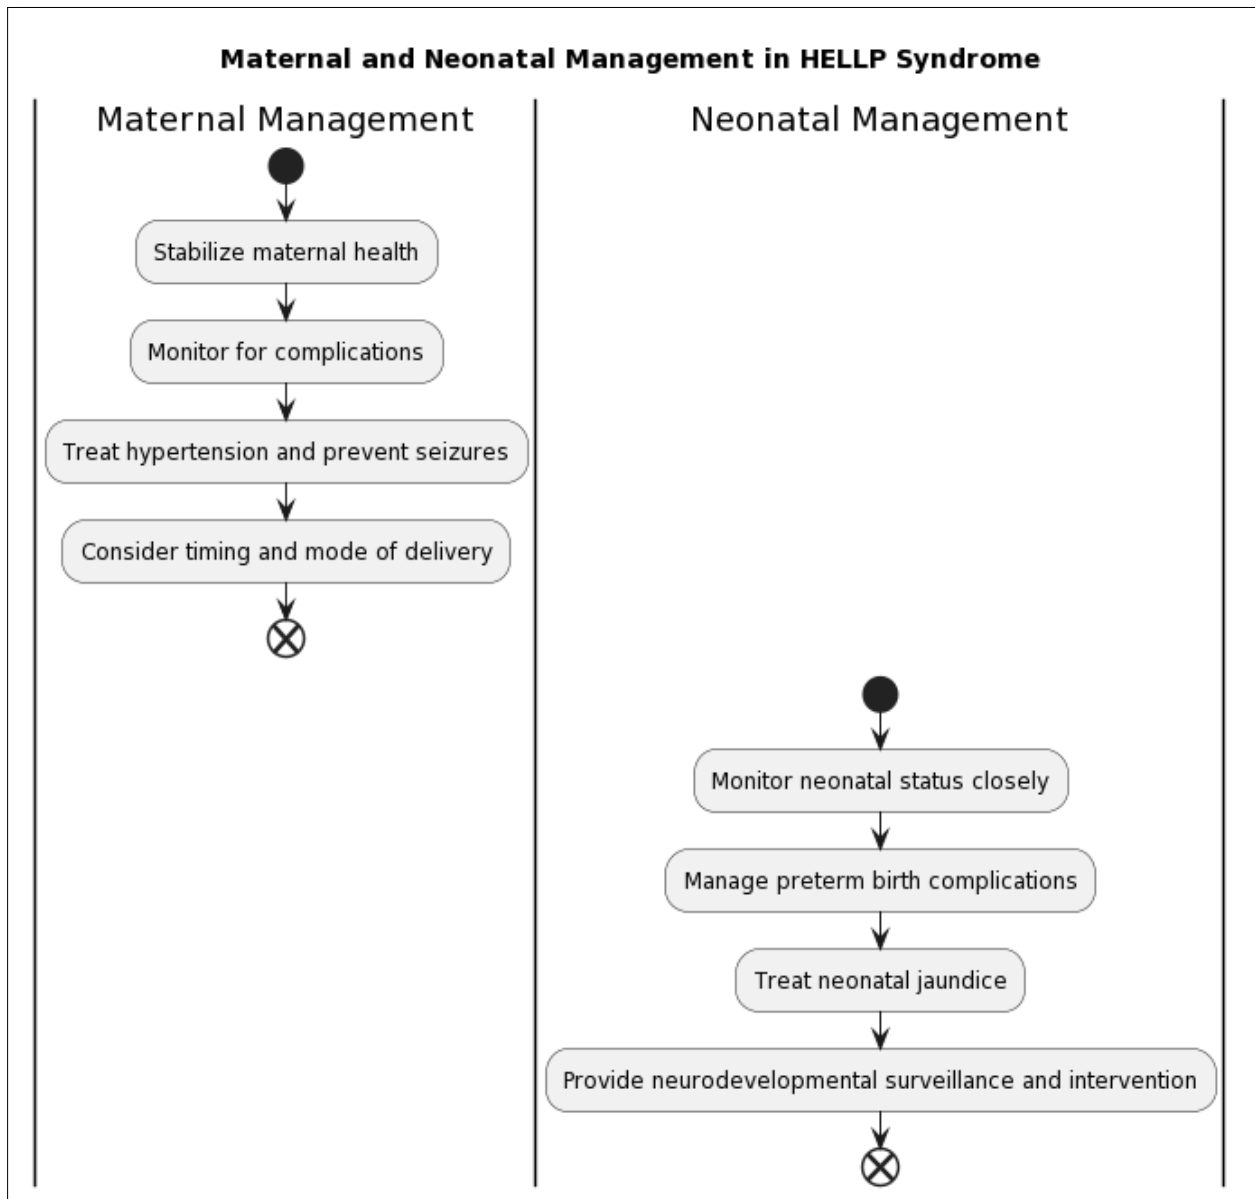 Maternal and Neonatal Management in HELLP Syndrome
Maternal Management
Neonatal Management
Stabilize maternal health
Monitor for complications
Treat hypertension and prevent seizures
Consider timing and mode of delivery
Monitor neonatal status closely
Manage preterm birth complications
Treat neonatal jaundice
Provide neurodevelopmental surveillance and intervention